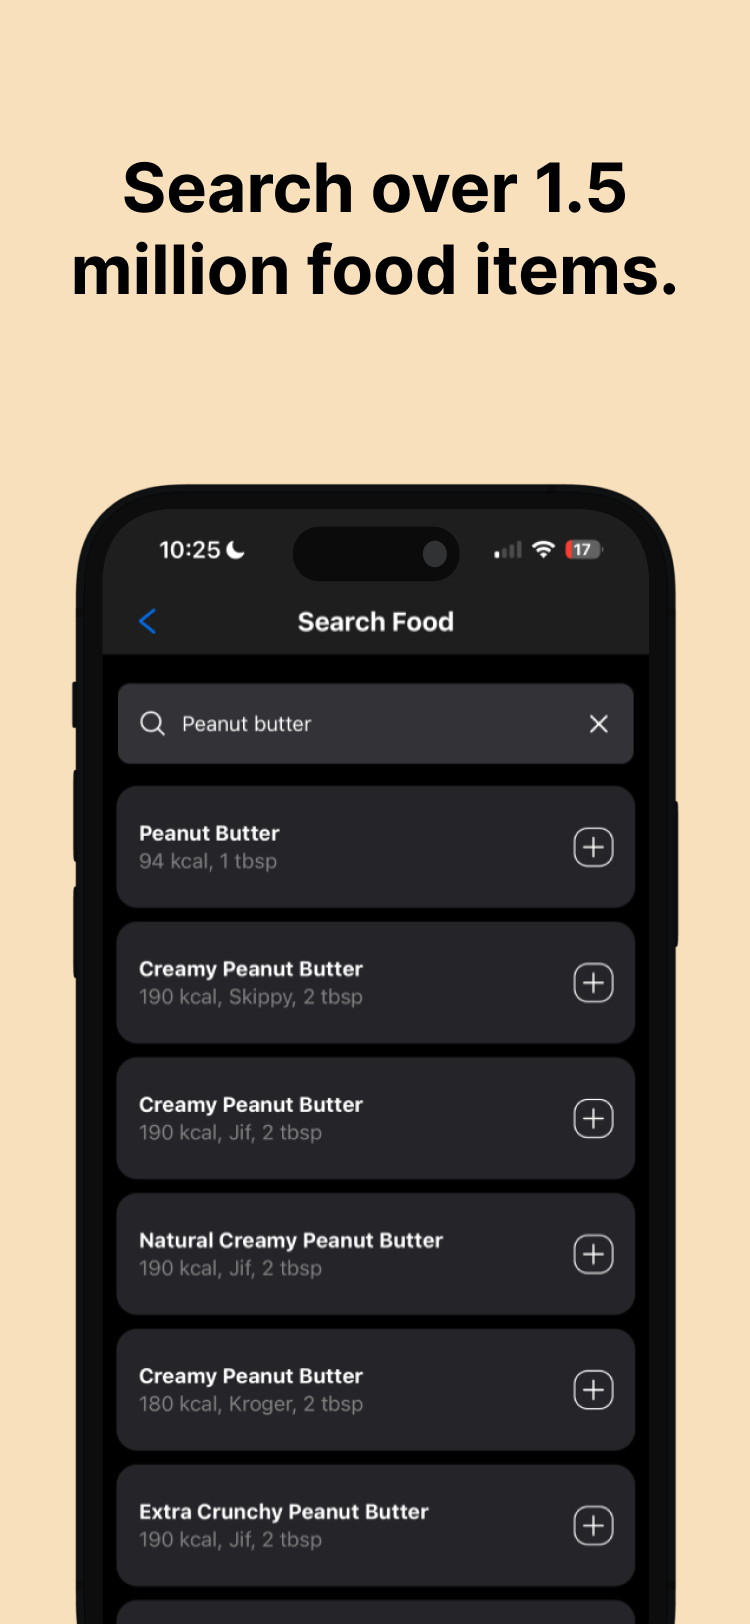 Search over 1.5
million food items.
10:25
17
Search Food
Peanut butter
Peanut Butter
94 kcal, 1 tbsp
Creamy Peanut Butter
190 kcal, Skippy, 2 tbsp
Creamy Peanut Butter
190 kcal, Jif, 2 tbsp
Natural Creamy Peanut Butter
190 kcal, Jif, 2 tbsp
Creamy Peanut Butter
180 kcal, Kroger, 2 tbsp
Extra Crunchy Peanut Butter
190 kcal, Jif, 2 tbsp